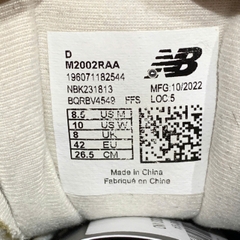 D
M2002RAA
196071182544
NBK231813
BQRBV4549 FFS
MFG:10/2022
LOC:5
8.5 US M
10 US W
8 UK
42 EU
26.5 CM
Made in China
Fabriqué en Chine
NB